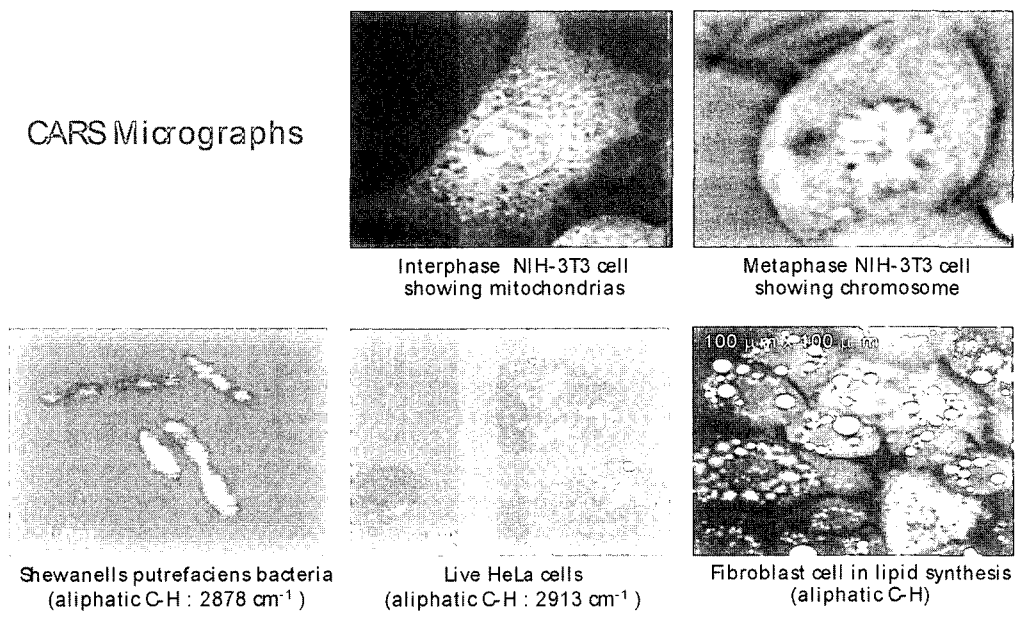 CARS Micrographs
Interphase NIH-3T3 cell
showing mitochondrias
Metaphase NIH-3T3 cell
showing chromosome
100 μm x 100 μm
Shewanells putrefaciens bacteria
(aliphatic C-H : 2878 cm⁻¹ )
Live HeLa cells
(aliphatic C-H : 2913 cm⁻¹ )
Fibroblast cell in lipid synthesis
(aliphatic C-H)